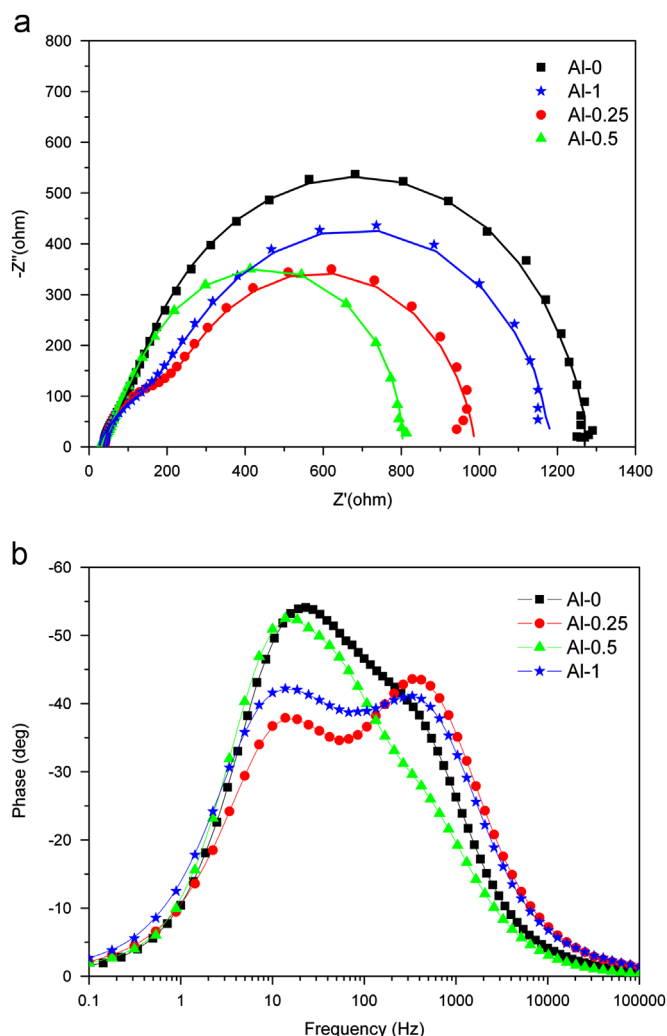 a
800
700
600
500
400
300
200
100
0
-Z''(ohm)
Al-0
Al-1
Al-0.25
Al-0.5
0 200 400 600 800 1000 1200 1400
Z'(ohm)
b
-60
-50
-40
-30
-20
-10
0
Phase (deg)
Al-0
Al-0.25
Al-0.5
Al-1
0.1 1 10 100 1000 10000 100000
Frequency (Hz)